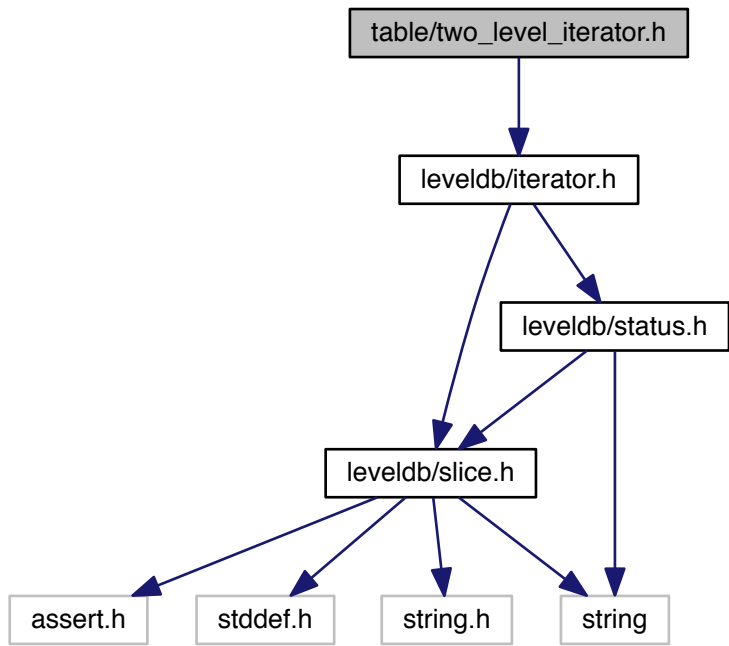 table/two_level_iterator.h
leveldb/iterator.h
leveldb/status.h
leveldb/slice.h
assert.h
stddef.h
string.h
string